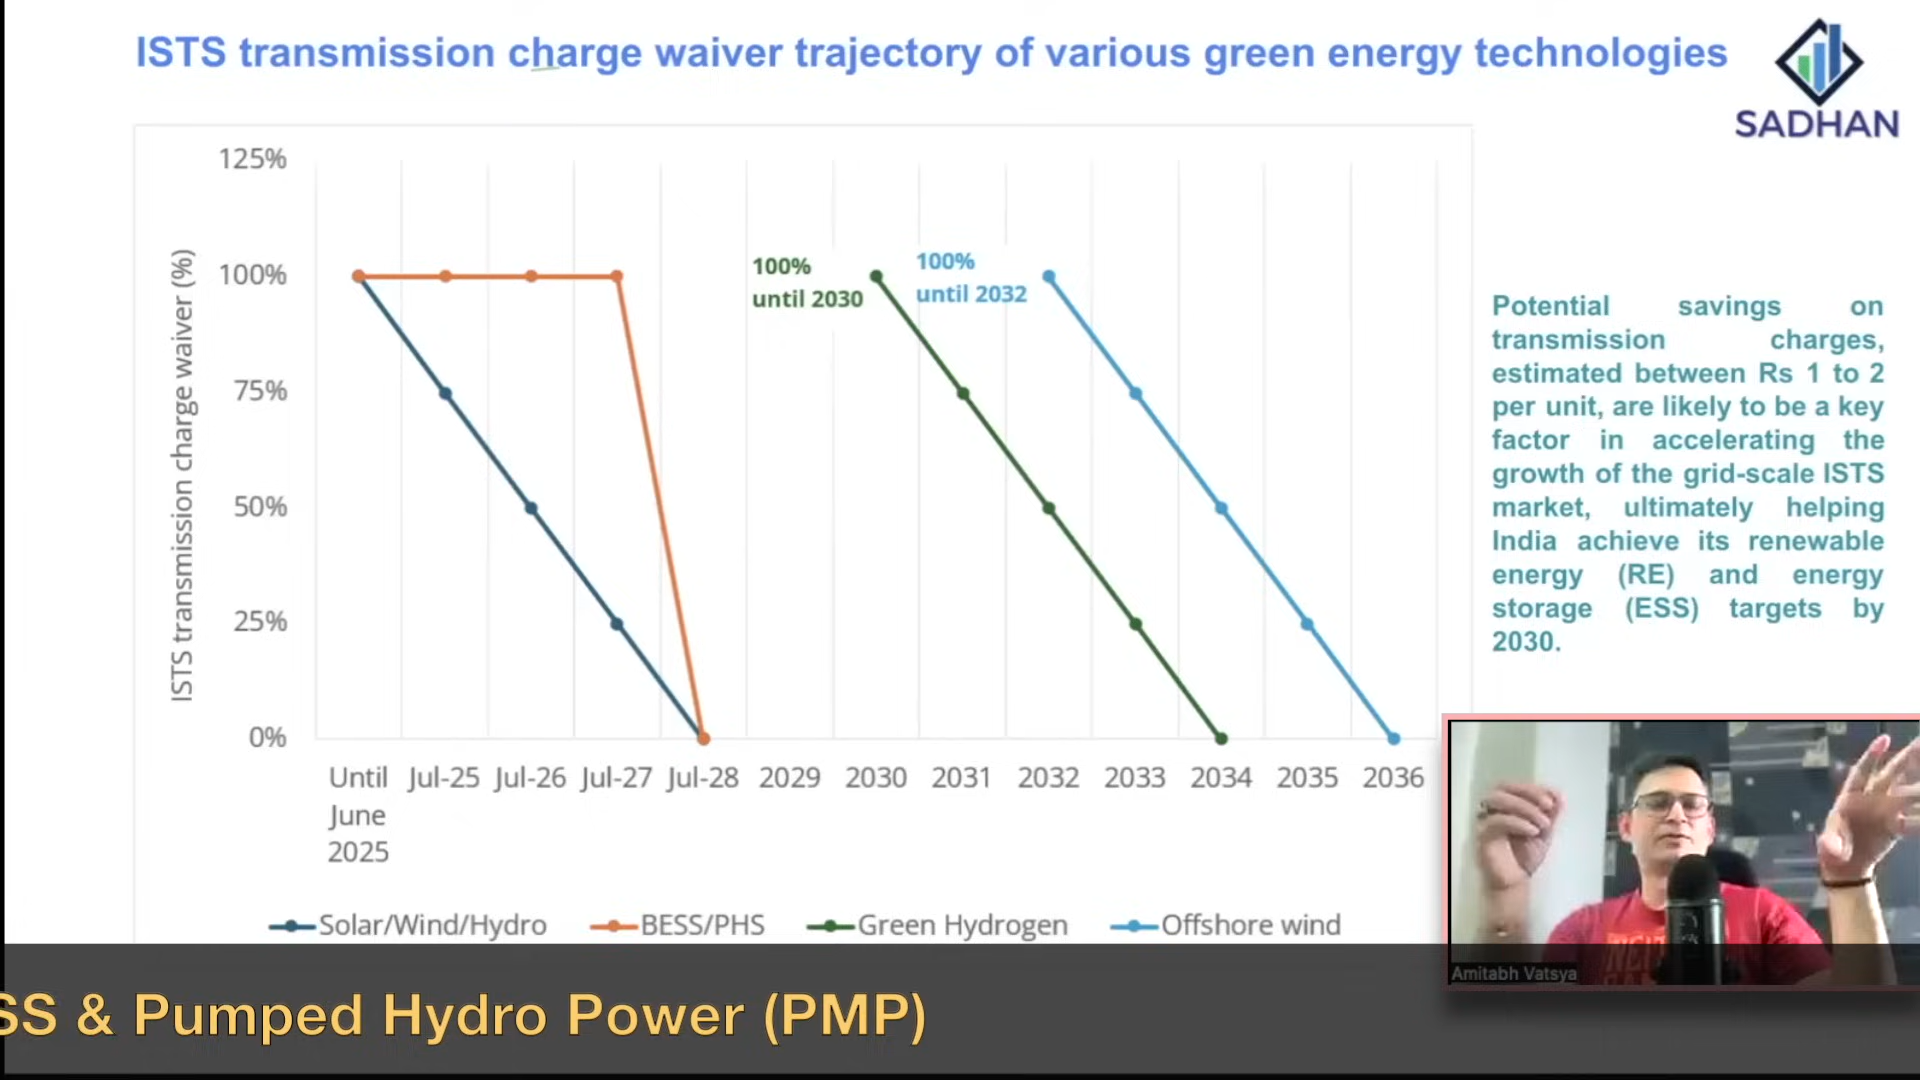 ISTS transmission charge waiver trajectory of various green energy technologies
SADHAN
125%
100%
75%
50%
25%
0%
ISTS transmission charge waiver (%)
100%
until 2030
100%
until 2032
Until
June
2025
Jul-25
Jul-26
Jul-27
Jul-28
2029
2030
2031
2032
2033
2034
2035
2036
Solar/Wind/Hydro
BESS/PHS
Green Hydrogen
Offshore wind
Potential savings on
transmission charges,
estimated between Rs 1 to 2
per unit, are likely to be a key
factor in accelerating the
growth of the grid-scale ISTS
market, ultimately helping
India achieve its renewable
energy (RE) and energy
storage (ESS) targets by
2030.
Amitabh Vatsya
SS & Pumped Hydro Power (PMP)